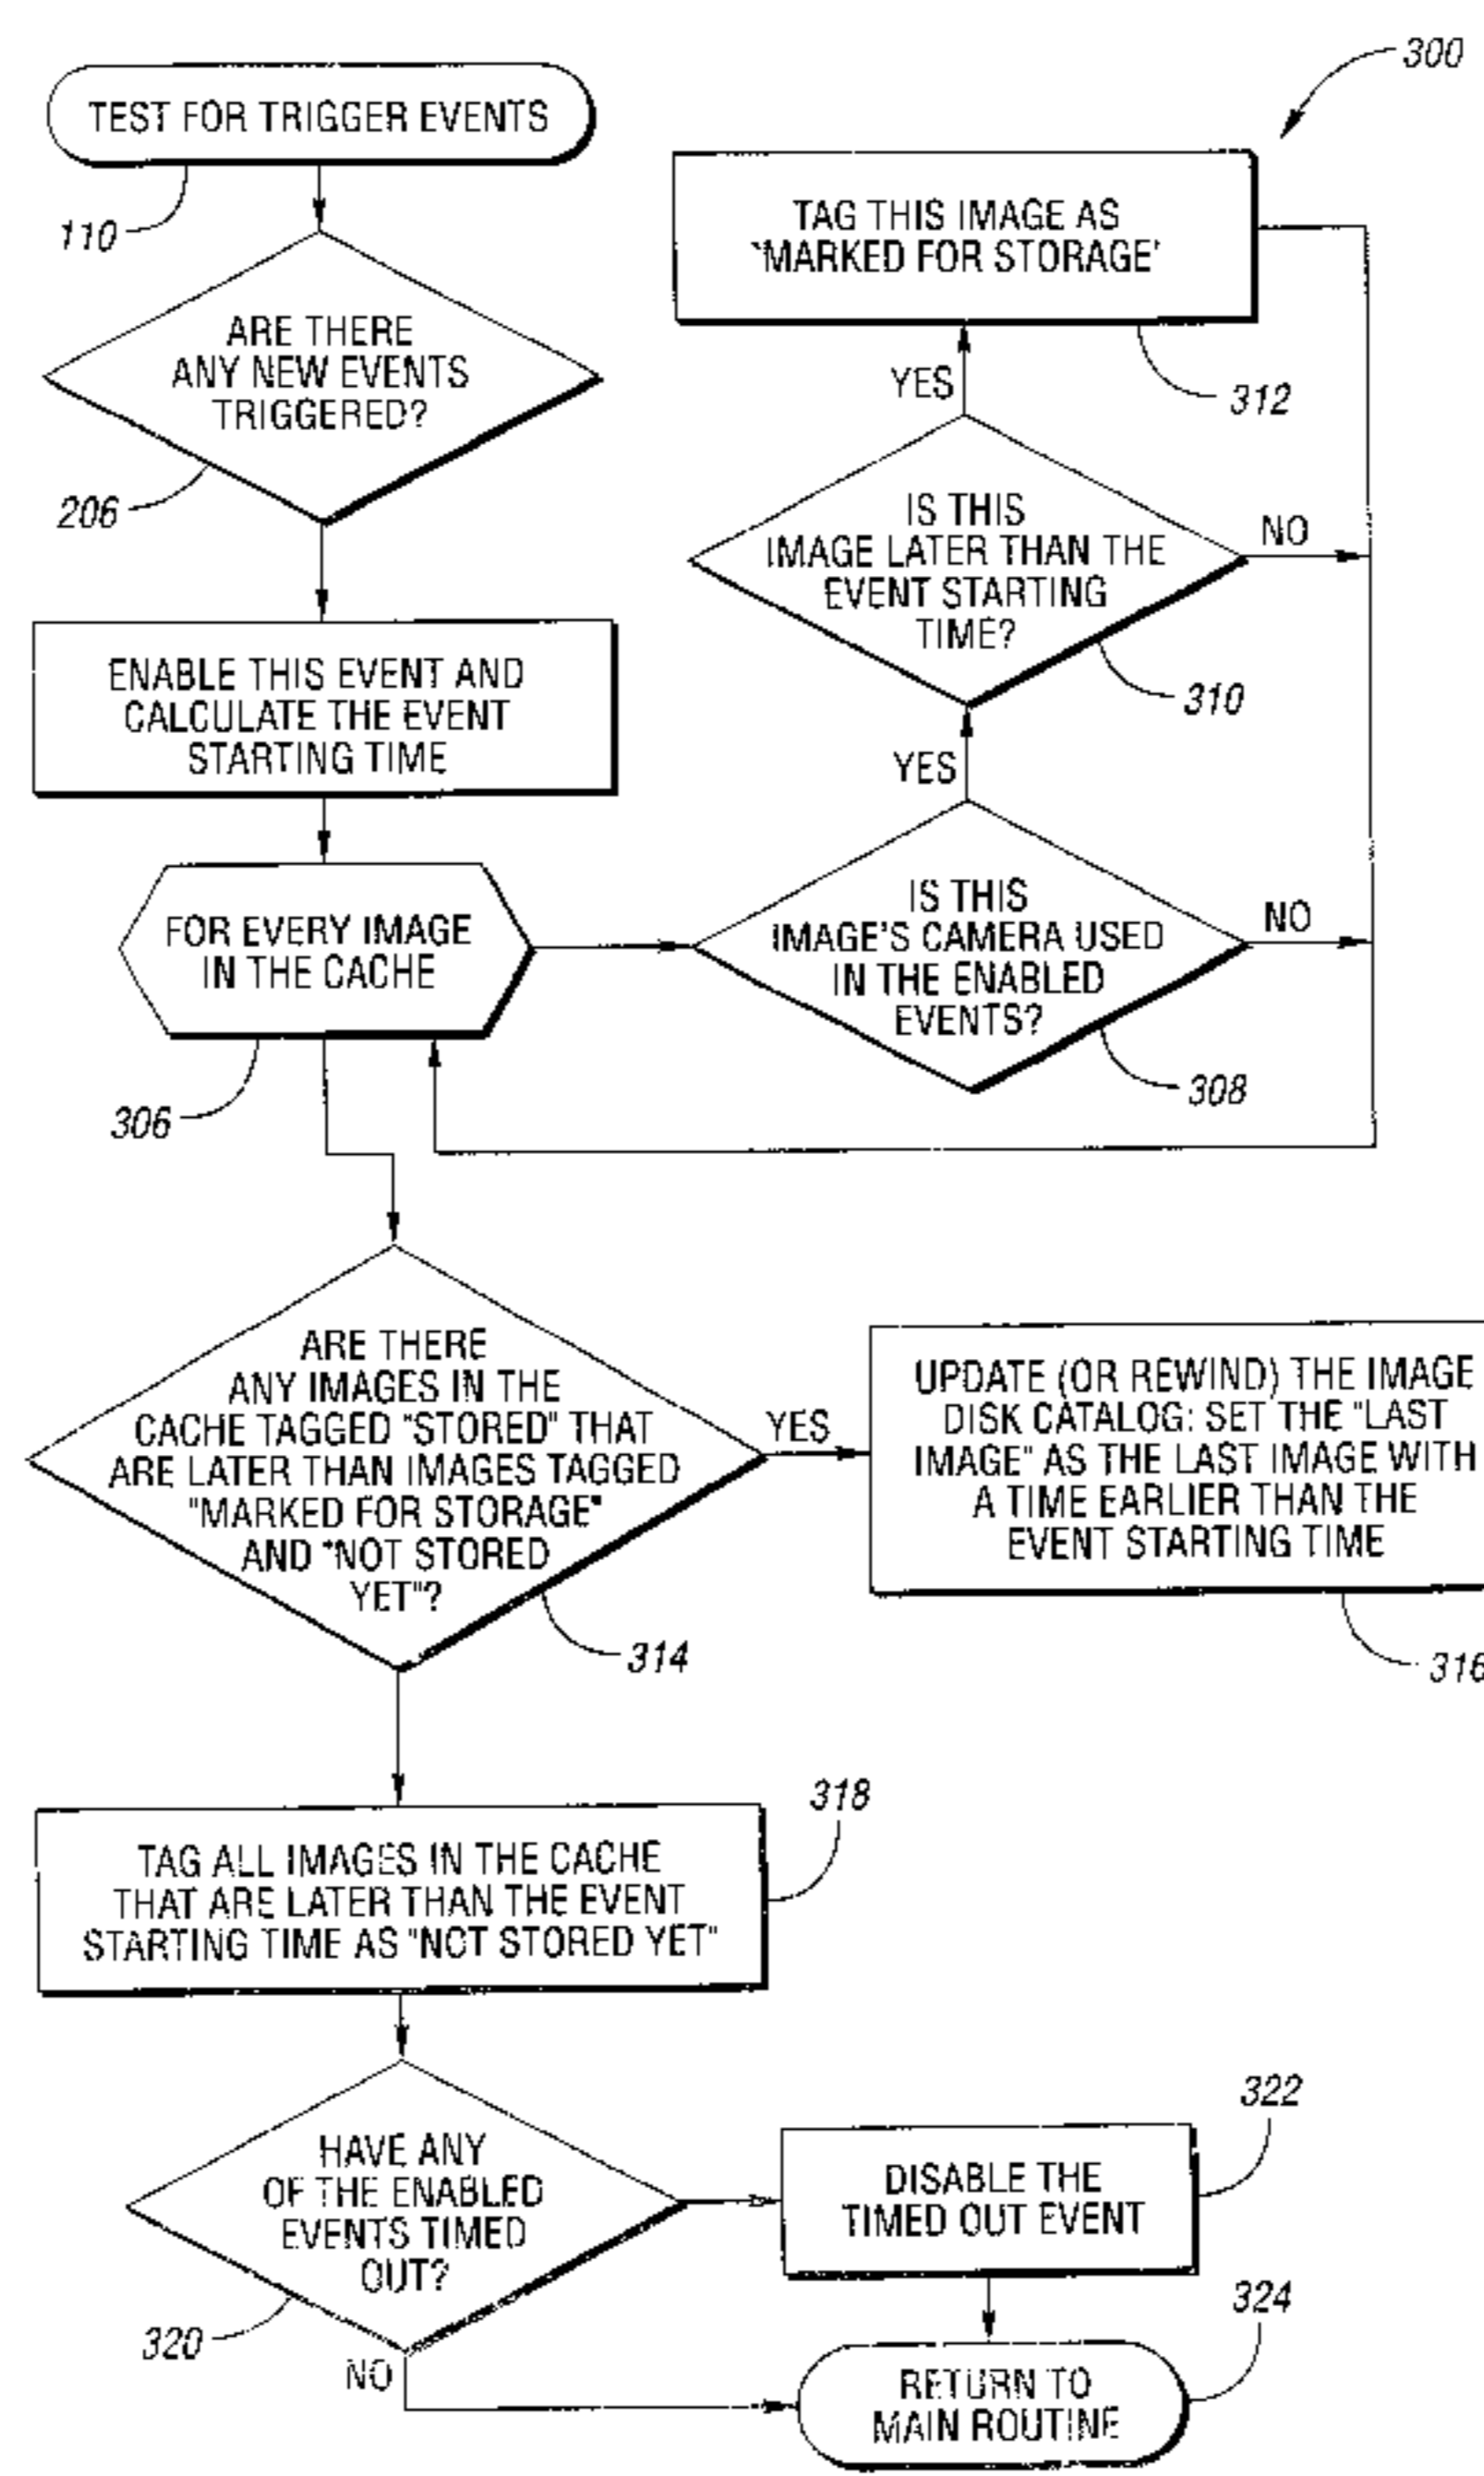 300
TEST FOR TRIGGER EVENTS
110
ARE THERE
ANY NEW EVENTS
TRIGGERED?
206
ENABLE THIS EVENT AND
CALCULATE THE EVENT
STARTING TIME
FOR EVERY IMAGE
IN THE CACHE
306
TAG THIS IMAGE AS
"MARKED FOR STORAGE"
312
YES
IS THIS
IMAGE LATER THAN THE
EVENT STARTING
TIME?
NO
310
YES
IS THIS
IMAGE'S CAMERA USED
IN THE ENABLED
EVENTS?
NO
308
ARE THERE
ANY IMAGES IN THE
CACHE TAGGED "STORED" THAT
ARE LATER THAN IMAGES TAGGED
"MARKED FOR STORAGE"
AND "NOT STORED
YET"?
314
YES
UPDATE (OR REWIND) THE IMAGE
DISK CATALOG: SET THE "LAST
IMAGE" AS THE LAST IMAGE WITH
A TIME EARLIER THAN THE
EVENT STARTING TIME
316
318
TAG ALL IMAGES IN THE CACHE
THAT ARE LATER THAN THE EVENT
STARTING TIME AS "NOT STORED YET"
HAVE ANY
OF THE ENABLED
EVENTS TIMED
OUT?
320
NO
322
DISABLE THE
TIMED OUT EVENT
324
RETURN TO
MAIN ROUTINE